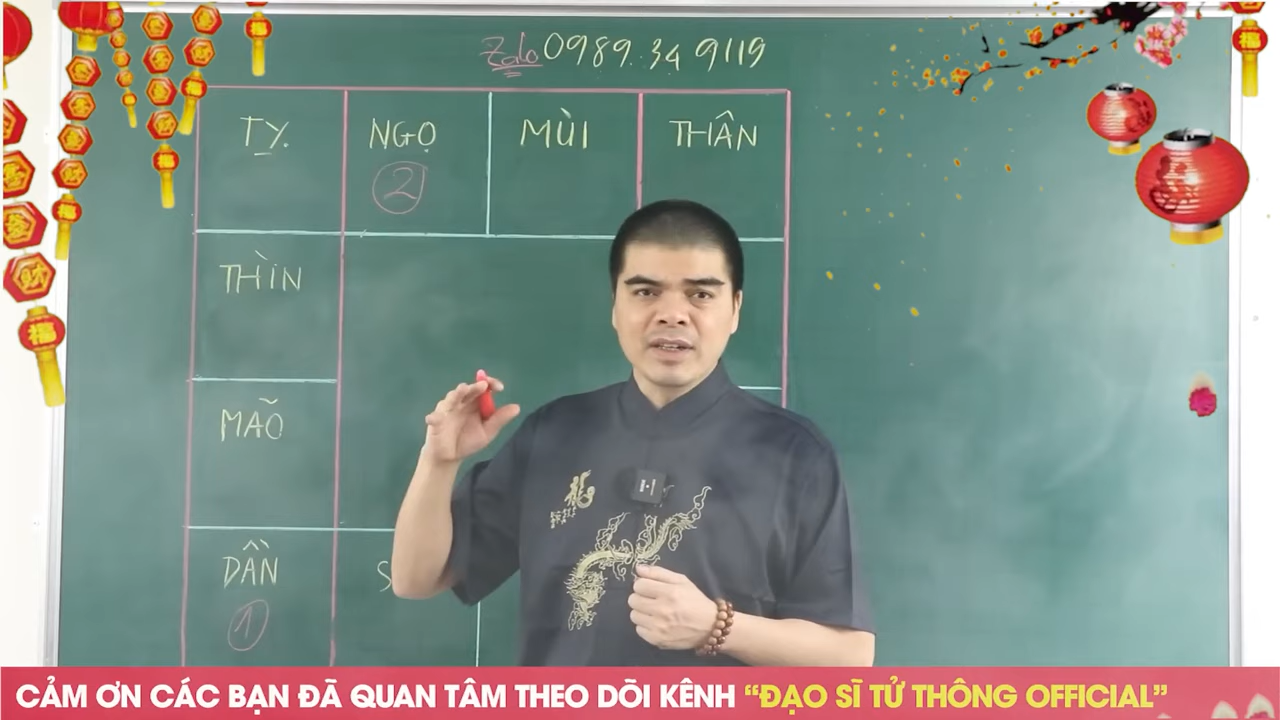 Zalo 0989.34 9119
TỴ. NGỌ MÙI THÂN
2
THÌN
MÃO
DẦN S
1
CẢM ƠN CÁC BẠN ĐÃ QUAN TÂM THEO DÕI KÊNH “ĐẠO SĨ TỬ THÔNG OFFICIAL”